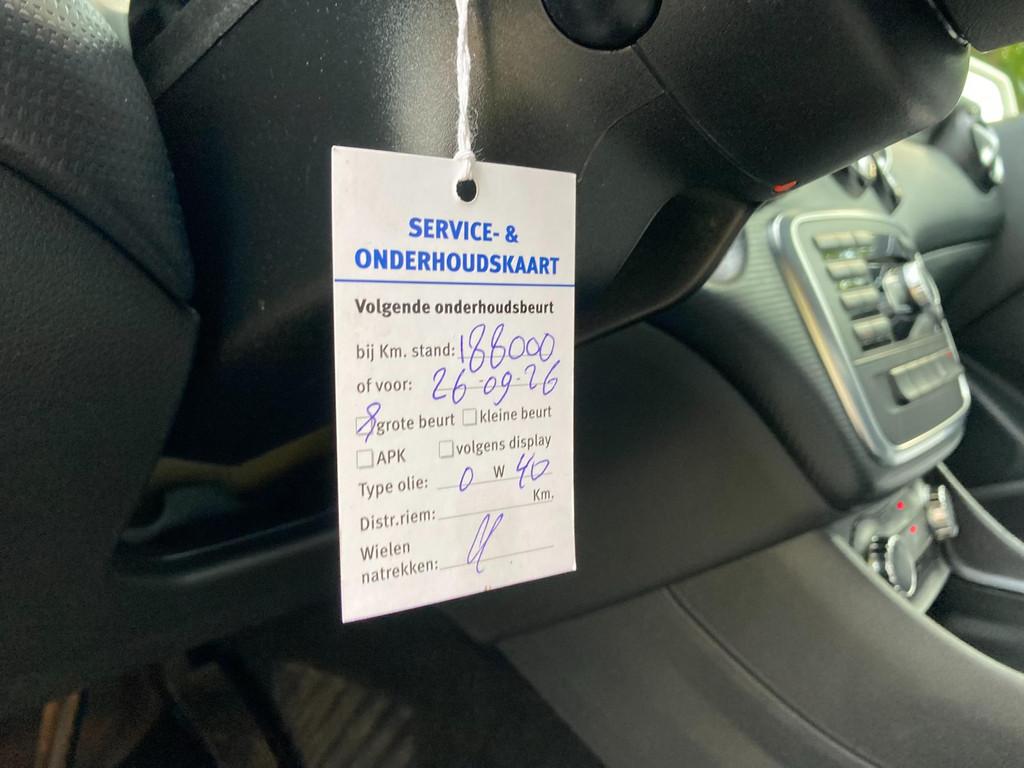 SERVICE- &
ONDERHOUDSKAART
Volgende onderhoudsbeurt
bij Km. stand: 188000
of voor: 26-09-26
grote beurt kleine beurt
APK volgens display
Type olie: 0 W 40
Km.
Distr.riem:
Wielen
natrekken: